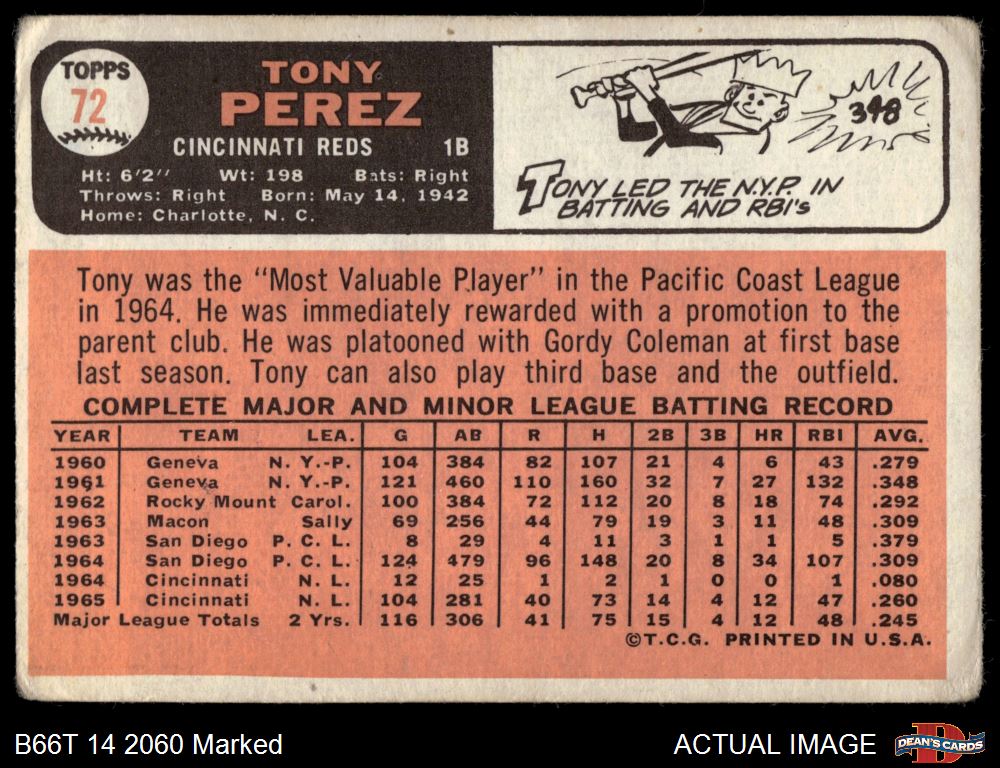 TOPPS
72
TONY
PEREZ
CINCINNATI REDS 1B
Ht: 6'2" Wt: 198 Bats: Right
Throws: Right Born: May 14, 1942
Home: Charlotte, N. C.
348
TONY LED THE N.Y.P. IN
BATTING AND RBI's
Tony was the "Most Valuable Player" in the Pacific Coast League
in 1964. He was immediately rewarded with a promotion to the
parent club. He was platooned with Gordy Coleman at first base
last season. Tony can also play third base and the outfield.
COMPLETE MAJOR AND MINOR LEAGUE BATTING RECORD
YEAR TEAM LEA. G AB R H 2B 3B HR RBI AVG.
1960 Geneva N. Y.-P. 104 384 82 107 21 4 6 43 .279
1961 Geneva N. Y.-P. 121 460 110 160 32 7 27 132 .348
1962 Rocky Mount Carol. 100 384 72 112 20 8 18 74 .292
1963 Macon Sally 69 256 44 79 19 3 11 48 .309
1963 San Diego P. C. L. 8 29 4 11 3 1 1 5 .379
1964 San Diego P. C. L. 124 479 96 148 20 8 34 107 .309
1964 Cincinnati N. L. 12 25 1 2 1 0 0 1 .080
1965 Cincinnati N. L. 104 281 40 73 14 4 12 47 .260
Major League Totals 2 Yrs. 116 306 41 75 15 4 12 48 .245
©T.C.G. PRINTED IN U.S.A.
B66T 14 2060 Marked
ACTUAL IMAGE
DEAN'S CARDS